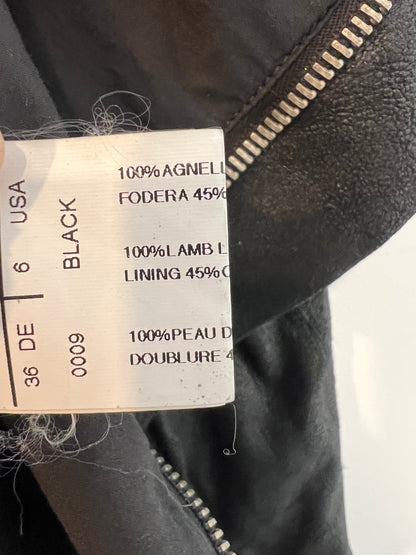 100%AGNELL
FODERA 45%
100%LAMB L
LINING 45%C
100%PEAU D
DOUBLURE 4
36 DE
6 USA
0009 BLACK